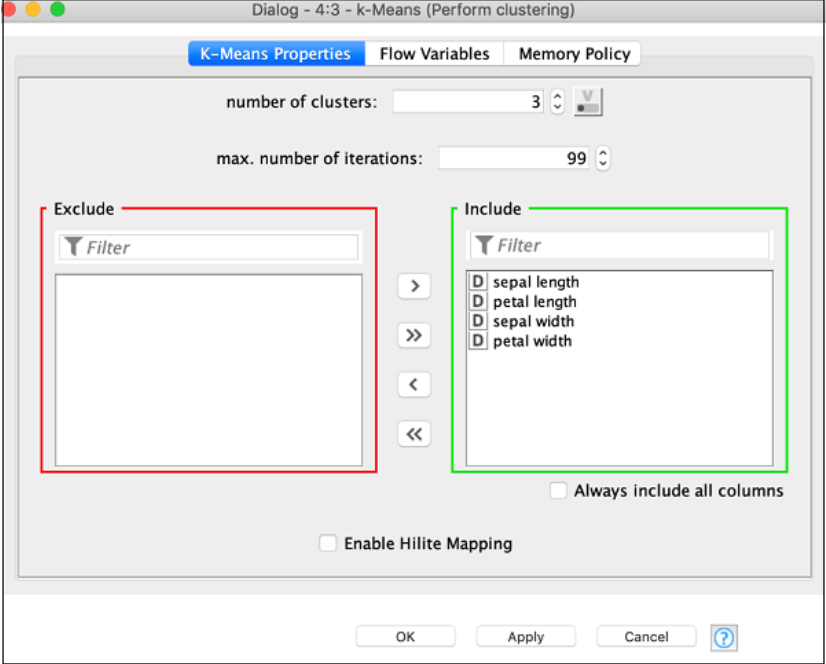 Dialog - 4:3 - k-Means (Perform clustering)
K-Means Properties Flow Variables Memory Policy
number of clusters: 3 V
max. number of iterations: 99
Exclude
Filter
Include
Filter
D sepal length
D petal length
D sepal width
D petal width
>
>>
<
<<
Always include all columns
Enable Hilite Mapping
OK Apply Cancel ?